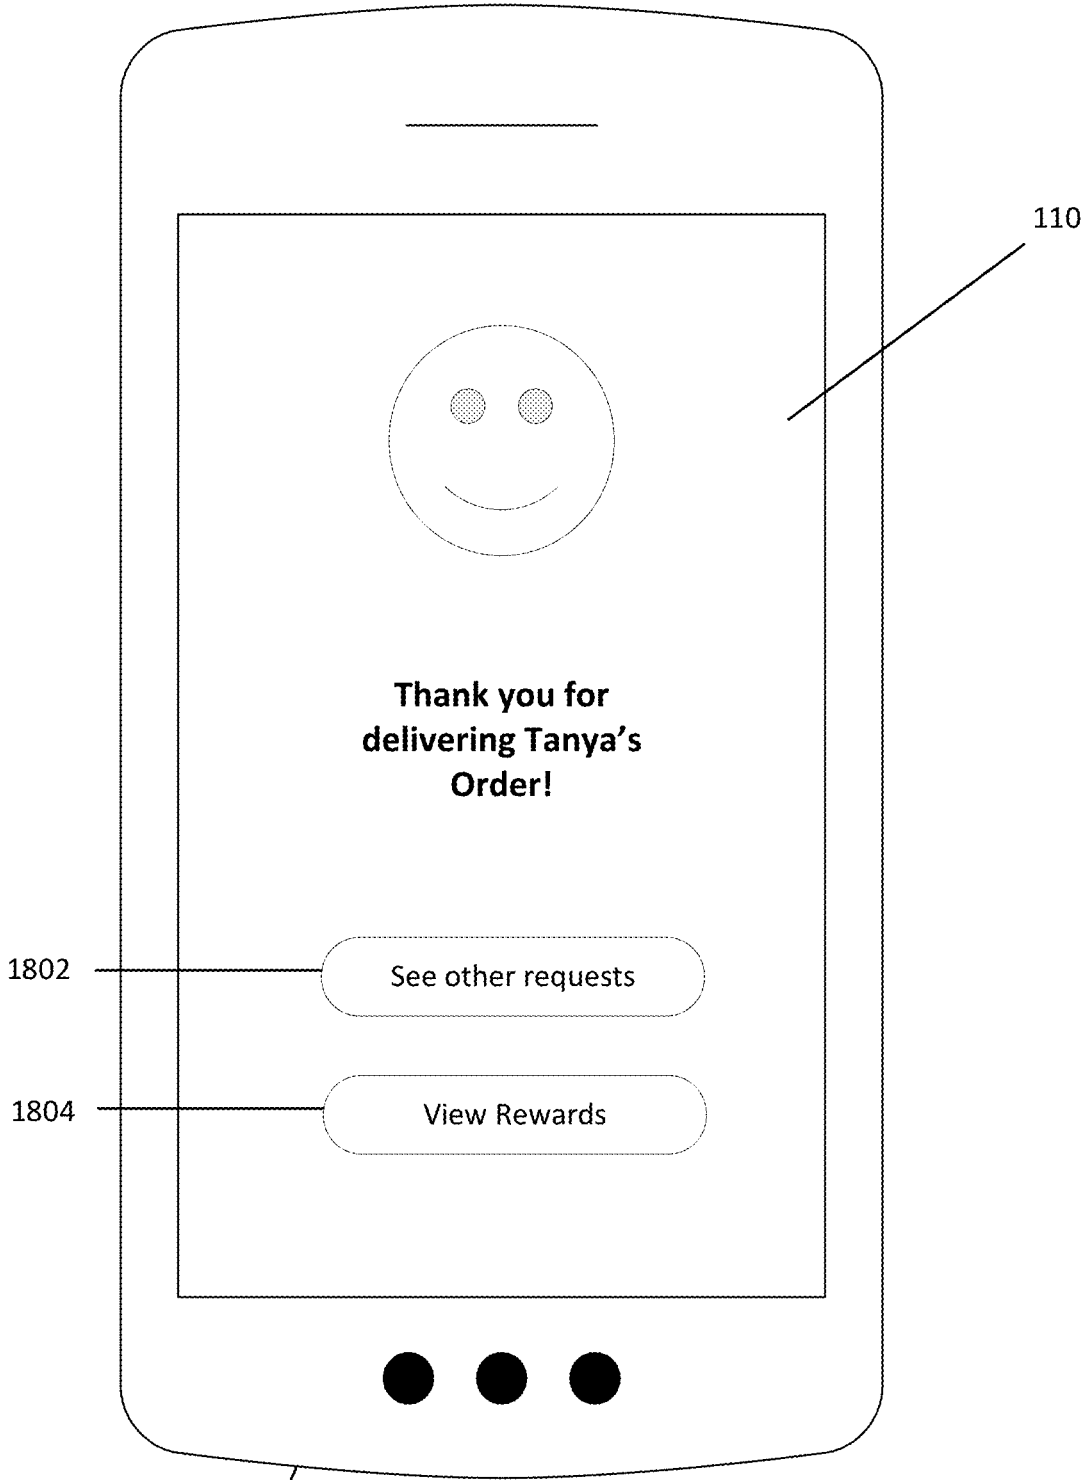 110
Thank you for
delivering Tanya’s
Order!
1802
See other requests
1804
View Rewards